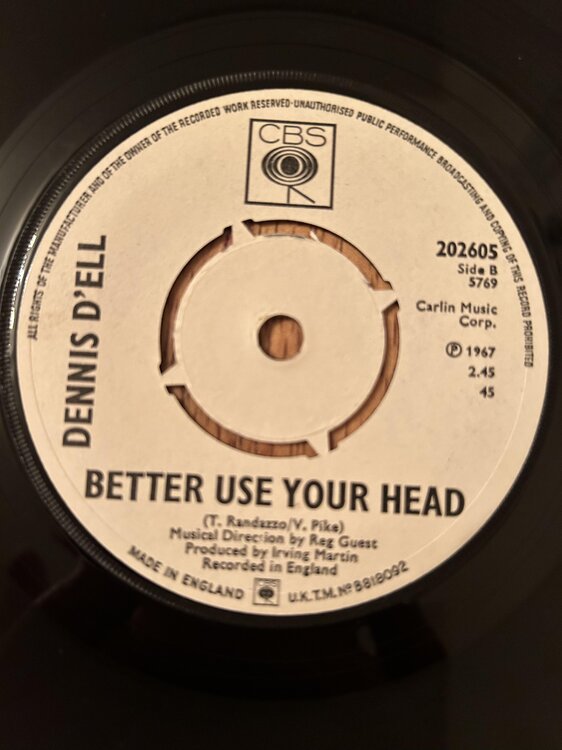 ALL RIGHTS OF THE MANUFACTURER AND OF THE OWNER OF THE RECORDED WORK RESERVED·UNAUTHORISED PUBLIC PERFORMANCE BROADCASTING AND COPYING OF THIS RECORD PROHIBITED
CBS
202605
Side B
5769
Carlin Music
Corp.
℗ 1967
2.45
45
DENNIS D'ELL
BETTER USE YOUR HEAD
(T. Randazzo/V. Pike)
Musical Direction by Reg Guest
Produced by Irving Martin
Recorded in England
MADE IN ENGLAND
U.K.T.M. Nº 8818092